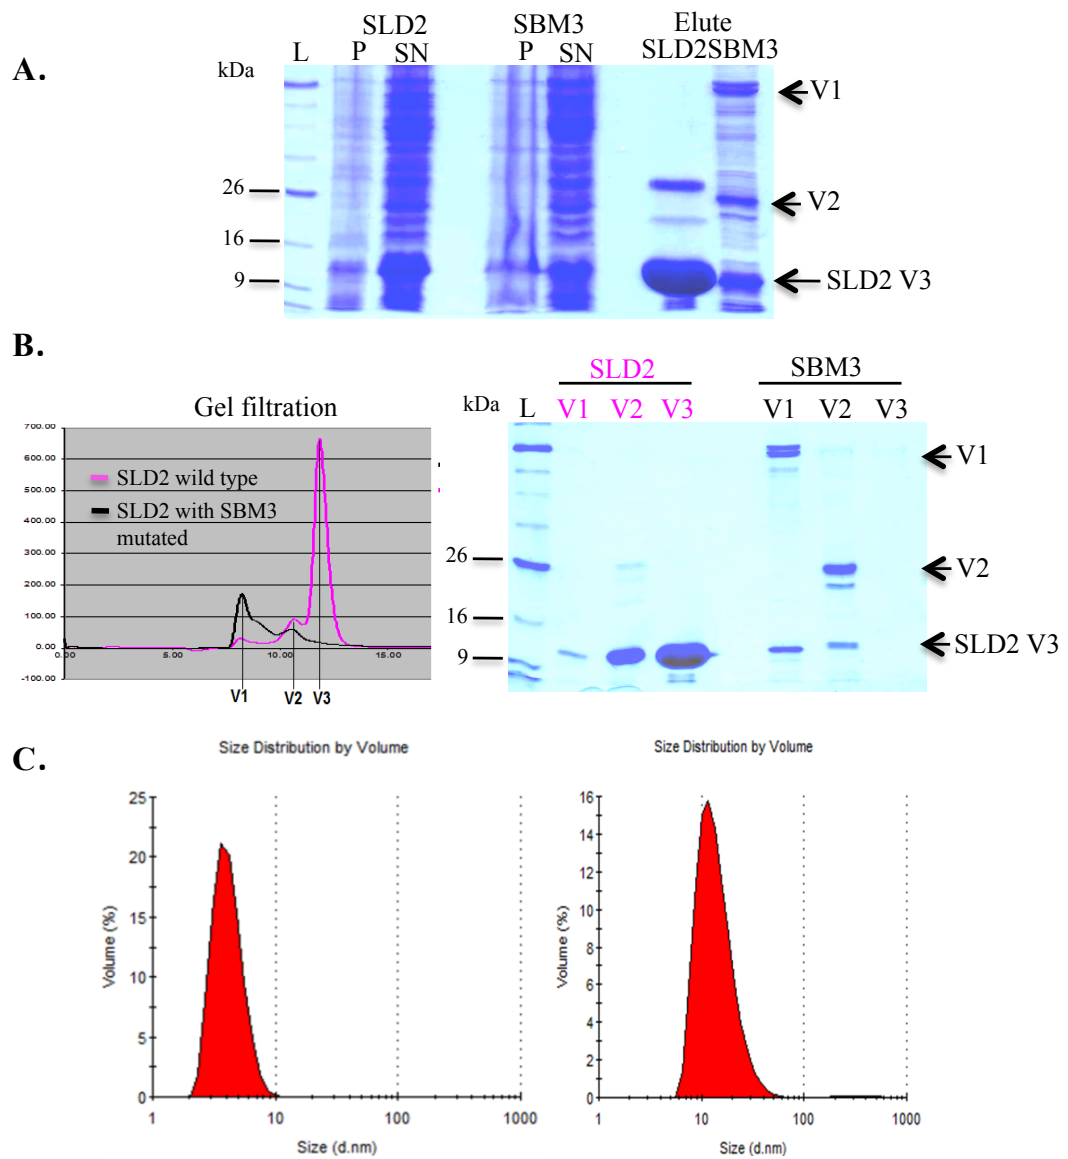 A.
SLD2
SBM3
Elute
L P SN P SN SLD2SBM3
kDa
V1
26
V2
16
9
SLD2 V3
B.
Gel filtration
700.00
600.00
500.00
400.00
300.00
200.00
100.00
0.00
-100.00
0.00 5.00 10.00 15.00
SLD2 wild type
SLD2 with SBM3
mutated
V1 V2 V3
SLD2
SBM3
kDa L V1 V2 V3 V1 V2 V3
V1
26
V2
16
SLD2 V3
9
C.
Size Distribution by Volume
25
20
15
10
5
0
Volume (%)
1 10 100 1000
Size (d.nm)
Size Distribution by Volume
16
14
12
10
8
6
4
2
0
Volume (%)
1 10 100 1000
Size (d.nm)